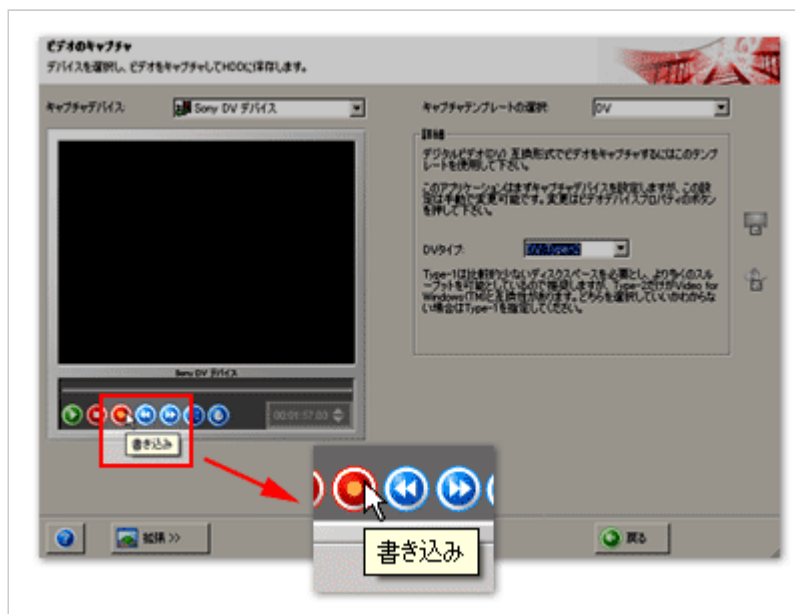 ビデオのキャプチャ
デバイスを選択し、ビデオをキャプチャしてHDDに保存します。
キャプチャデバイス:
Sony DV デバイス
キャプチャテンプレートの選択:
DV
詳細
デジタルビデオ(DV) 互換形式でビデオをキャプチャするにはこのテンプ
レートを使用して下さい。
このアプリケーションはまずキャプチャデバイスを設定しますが、この設
定は手動で変更可能です。変更はビデオデバイスプロパティのボタン
を押して下さい。
DVタイプ:
DV Type-2
Type-1は比較的少ないディスクスペースを必要とし、より多くのスル
ープットを可能としているので推奨しますが、Type-2だけがVideo for
Windows(TM)と互換性があります。どちらを選択していいかわからな
い場合はType-1を指定してください。
Sony DV デバイス
00:01:57.03
書き込み
書き込み
拡張 >>
戻る